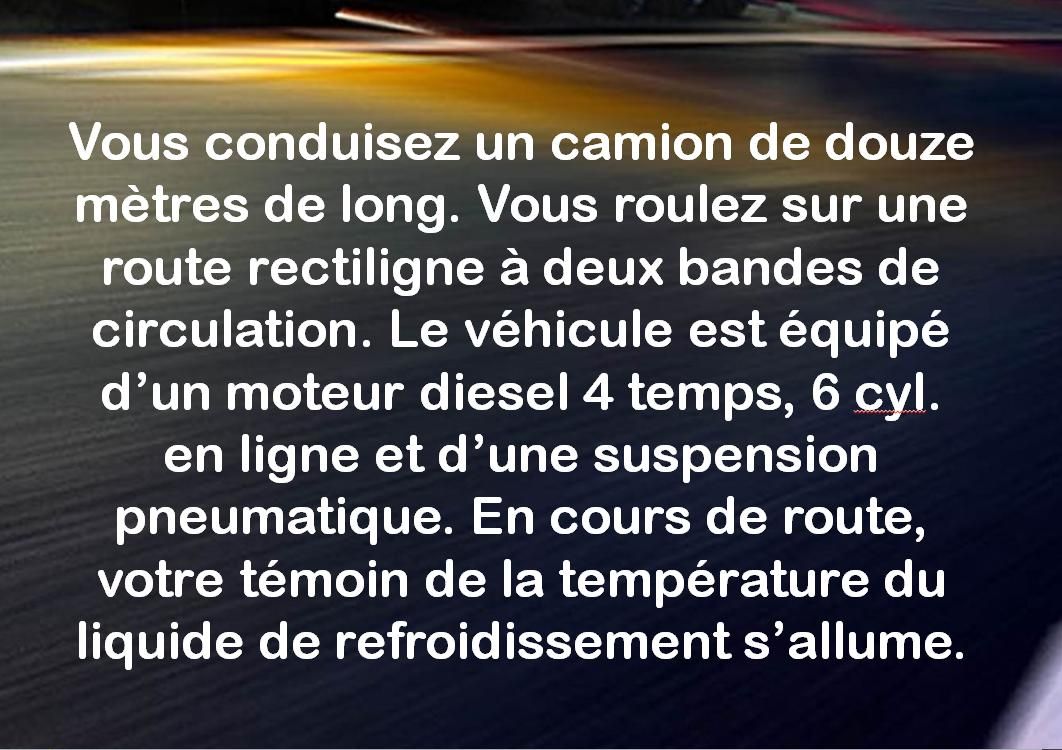 Vous conduisez un camion de douze
mètres de long. Vous roulez sur une
route rectiligne à deux bandes de
circulation. Le véhicule est équipé
d’un moteur diesel 4 temps, 6 cyl.
en ligne et d’une suspension
pneumatique. En cours de route,
votre témoin de la température du
liquide de refroidissement s’allume.